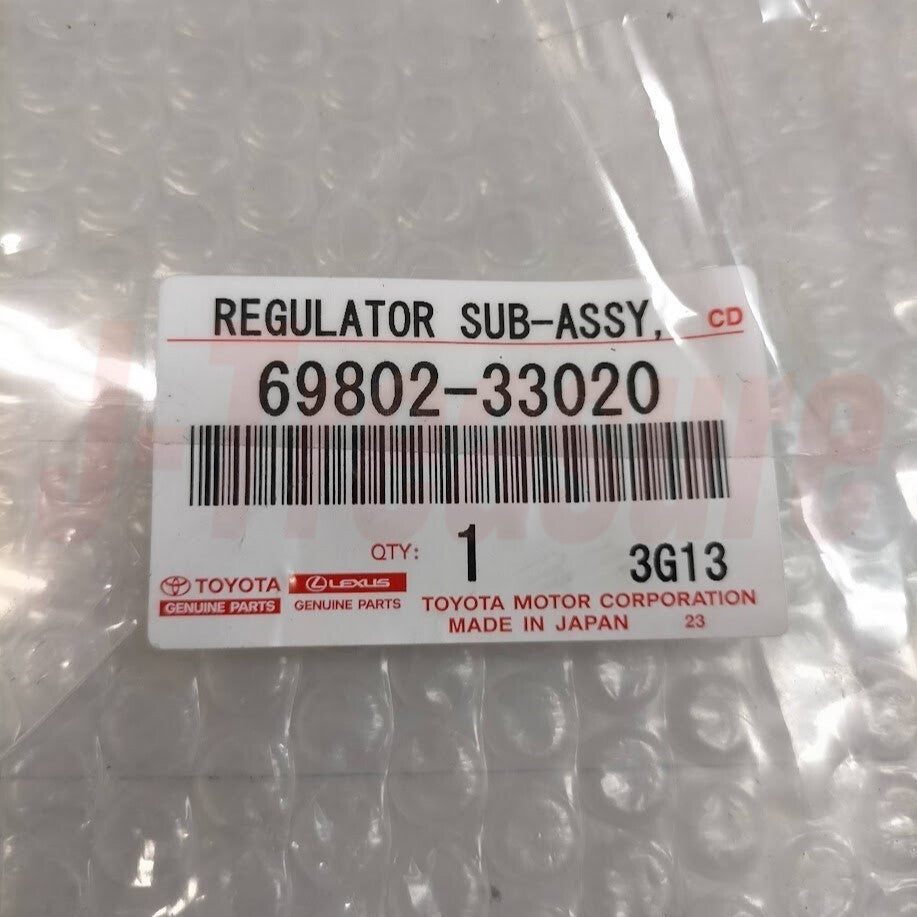 REGULATOR SUB-ASSY, CD
69802-33020
QTY: 1 3G13
TOYOTA LEXUS
GENUINE PARTS GENUINE PARTS
TOYOTA MOTOR CORPORATION
MADE IN JAPAN 23
J-Treasure